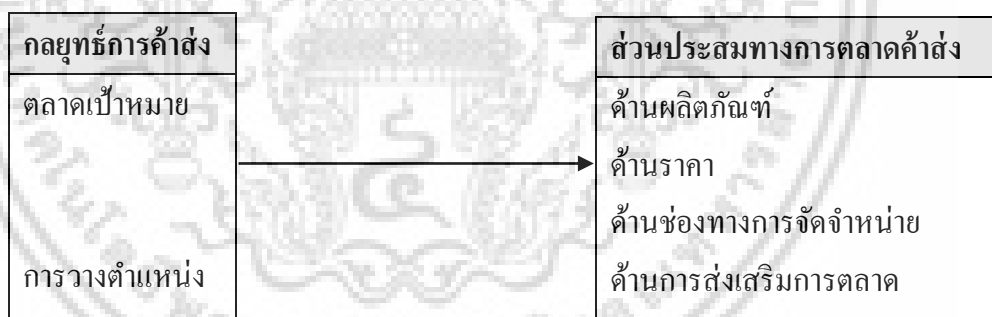 กลยุทธ์การค้าส่ง
ตลาดเป้าหมาย
การวางตำแหน่ง
ส่วนประสมทางการตลาดค้าส่ง
ด้านผลิตภัณฑ์
ด้านราคา
ด้านช่องทางการจัดจำหน่าย
ด้านการส่งเสริมการตลาด